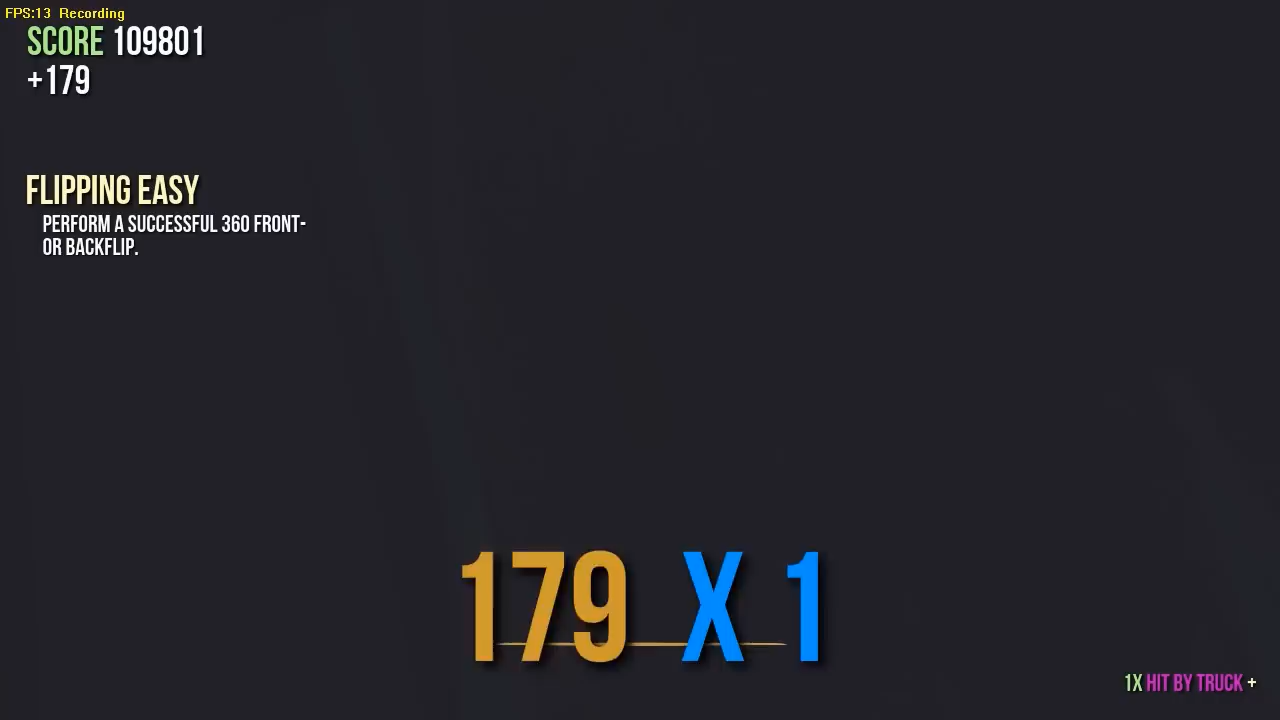 FPS:13 Recording
SCORE 109801
+179
FLIPPING EASY
PERFORM A SUCCESSFUL 360 FRONT-
OR BACKFLIP.
179 X 1
1X HIT BY TRUCK +